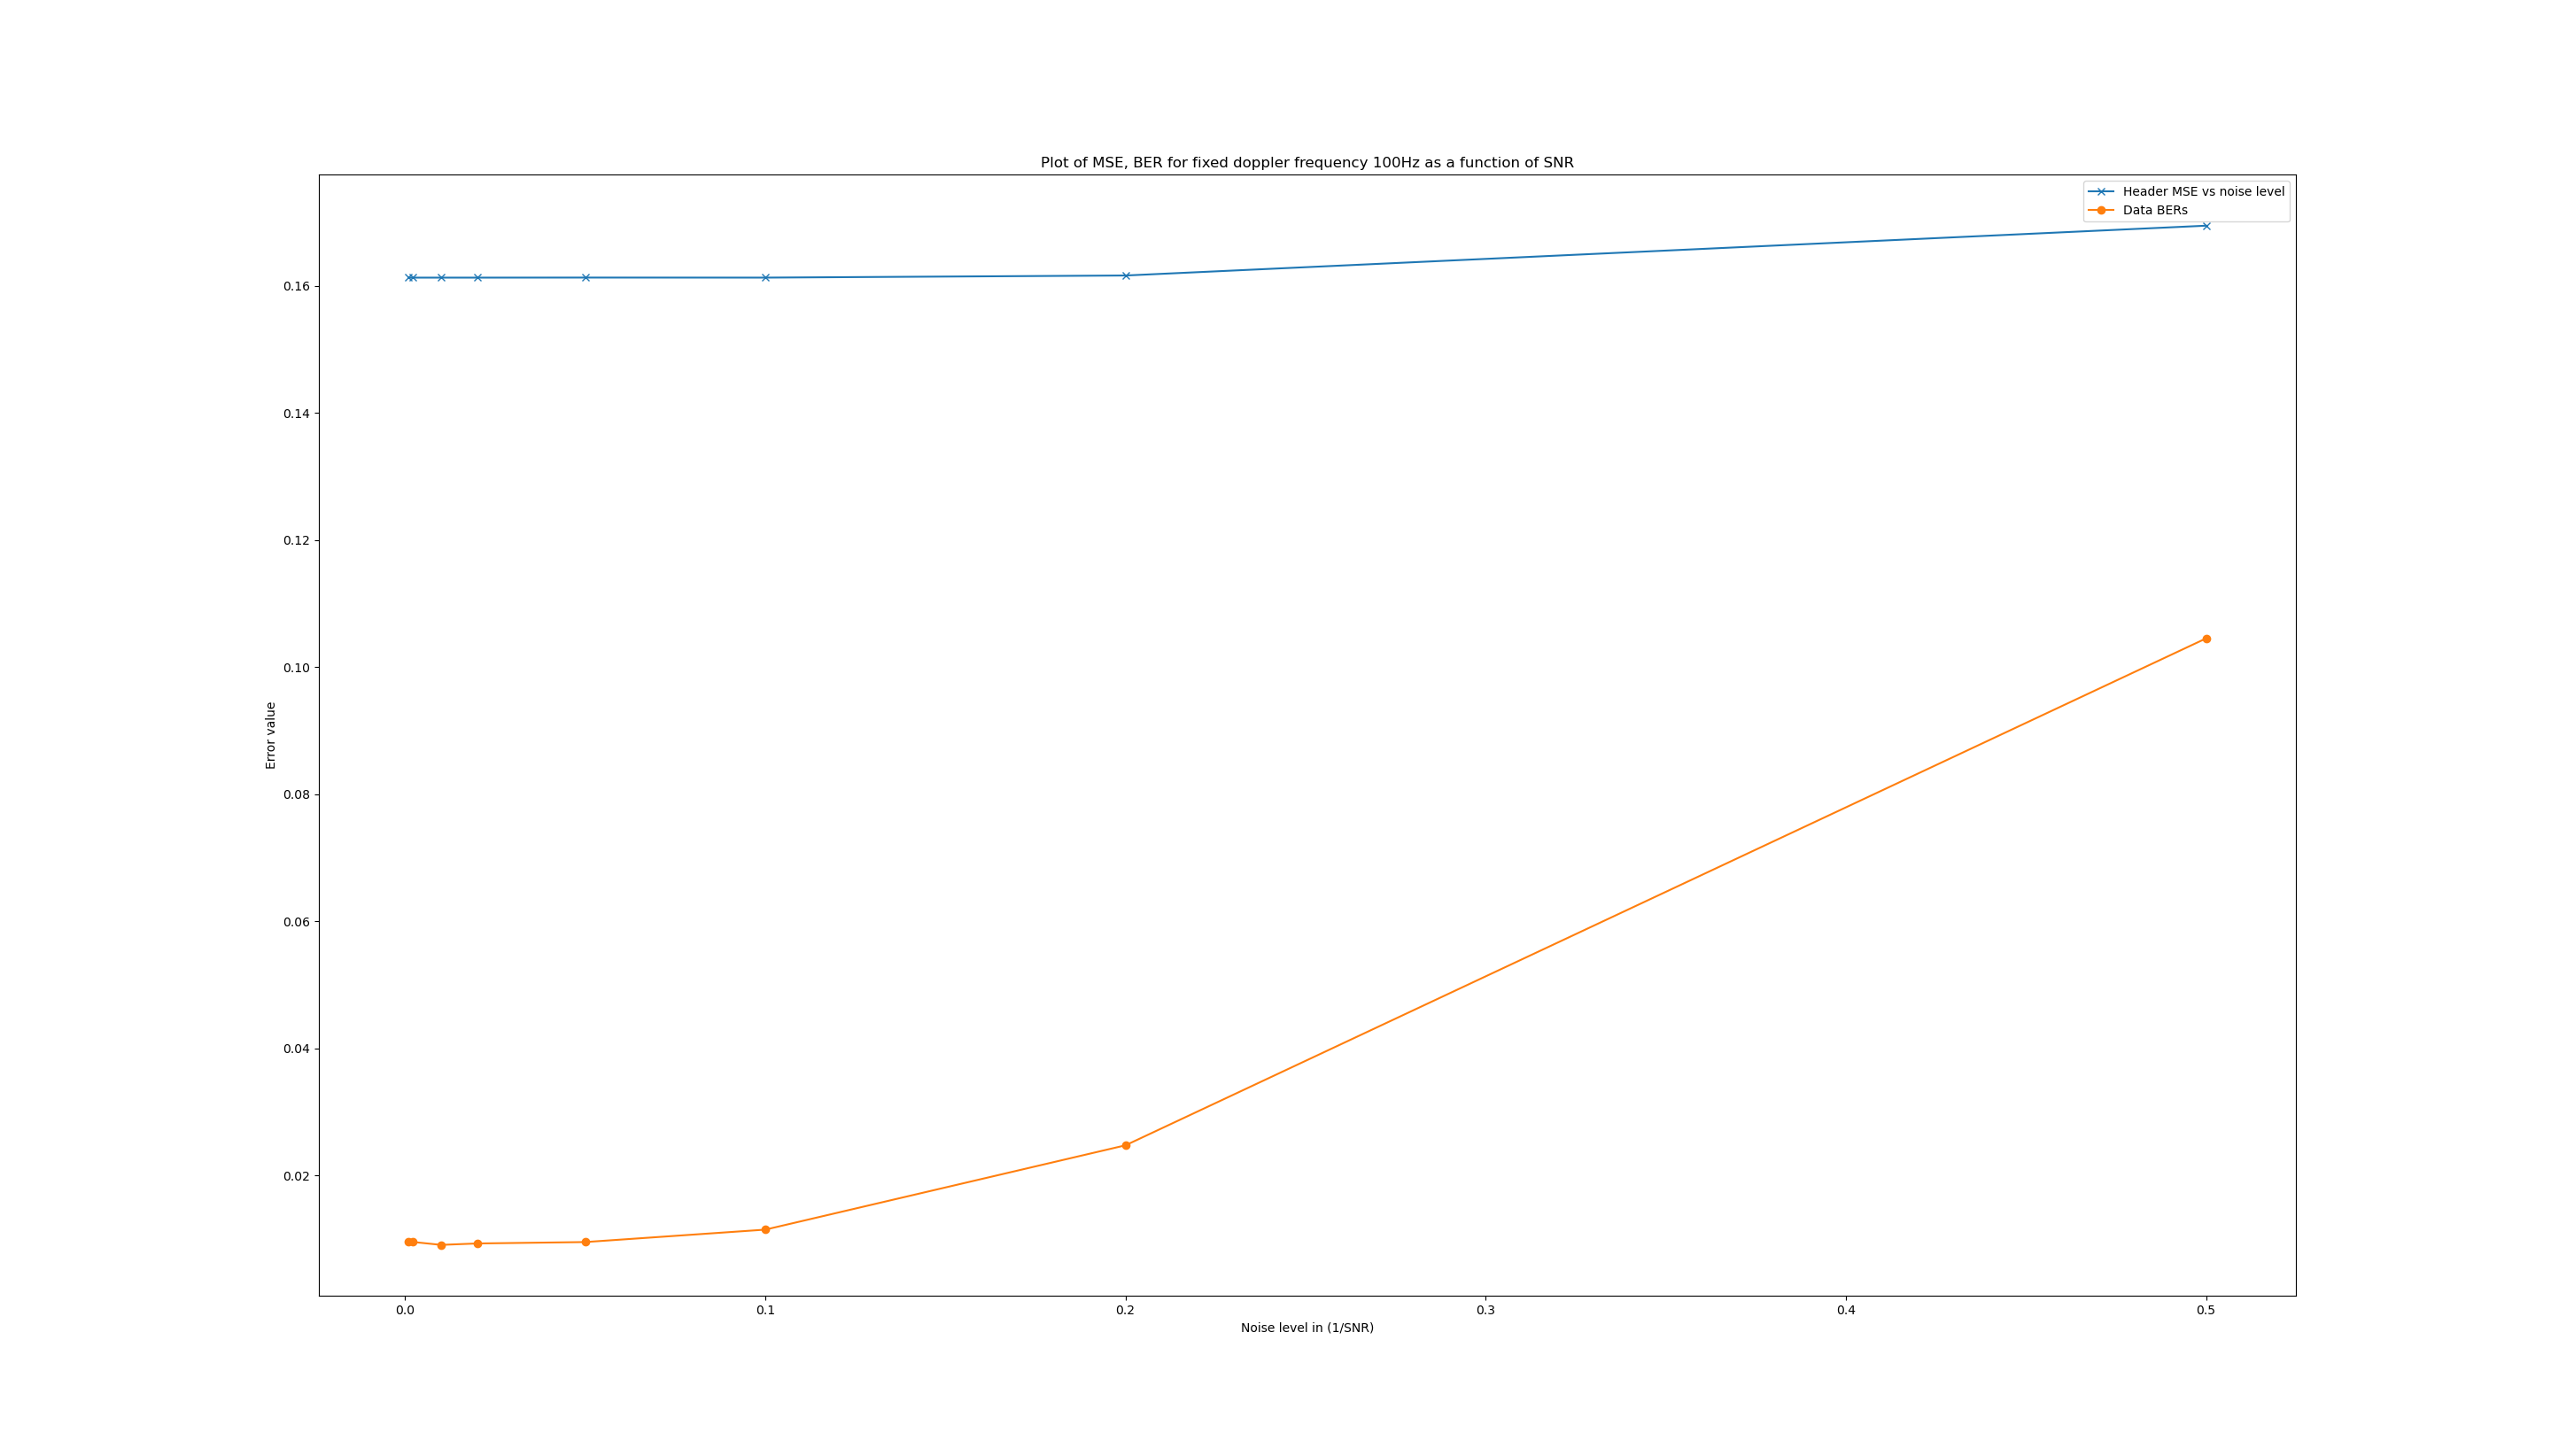 Plot of MSE, BER for fixed doppler frequency 100Hz as a function of SNR
Header MSE vs noise level
Data BERs
0.16
0.14
0.12
0.10
0.08
0.06
0.04
0.02
Error value
0.0 0.1 0.2 0.3 0.4 0.5
Noise level in (1/SNR)